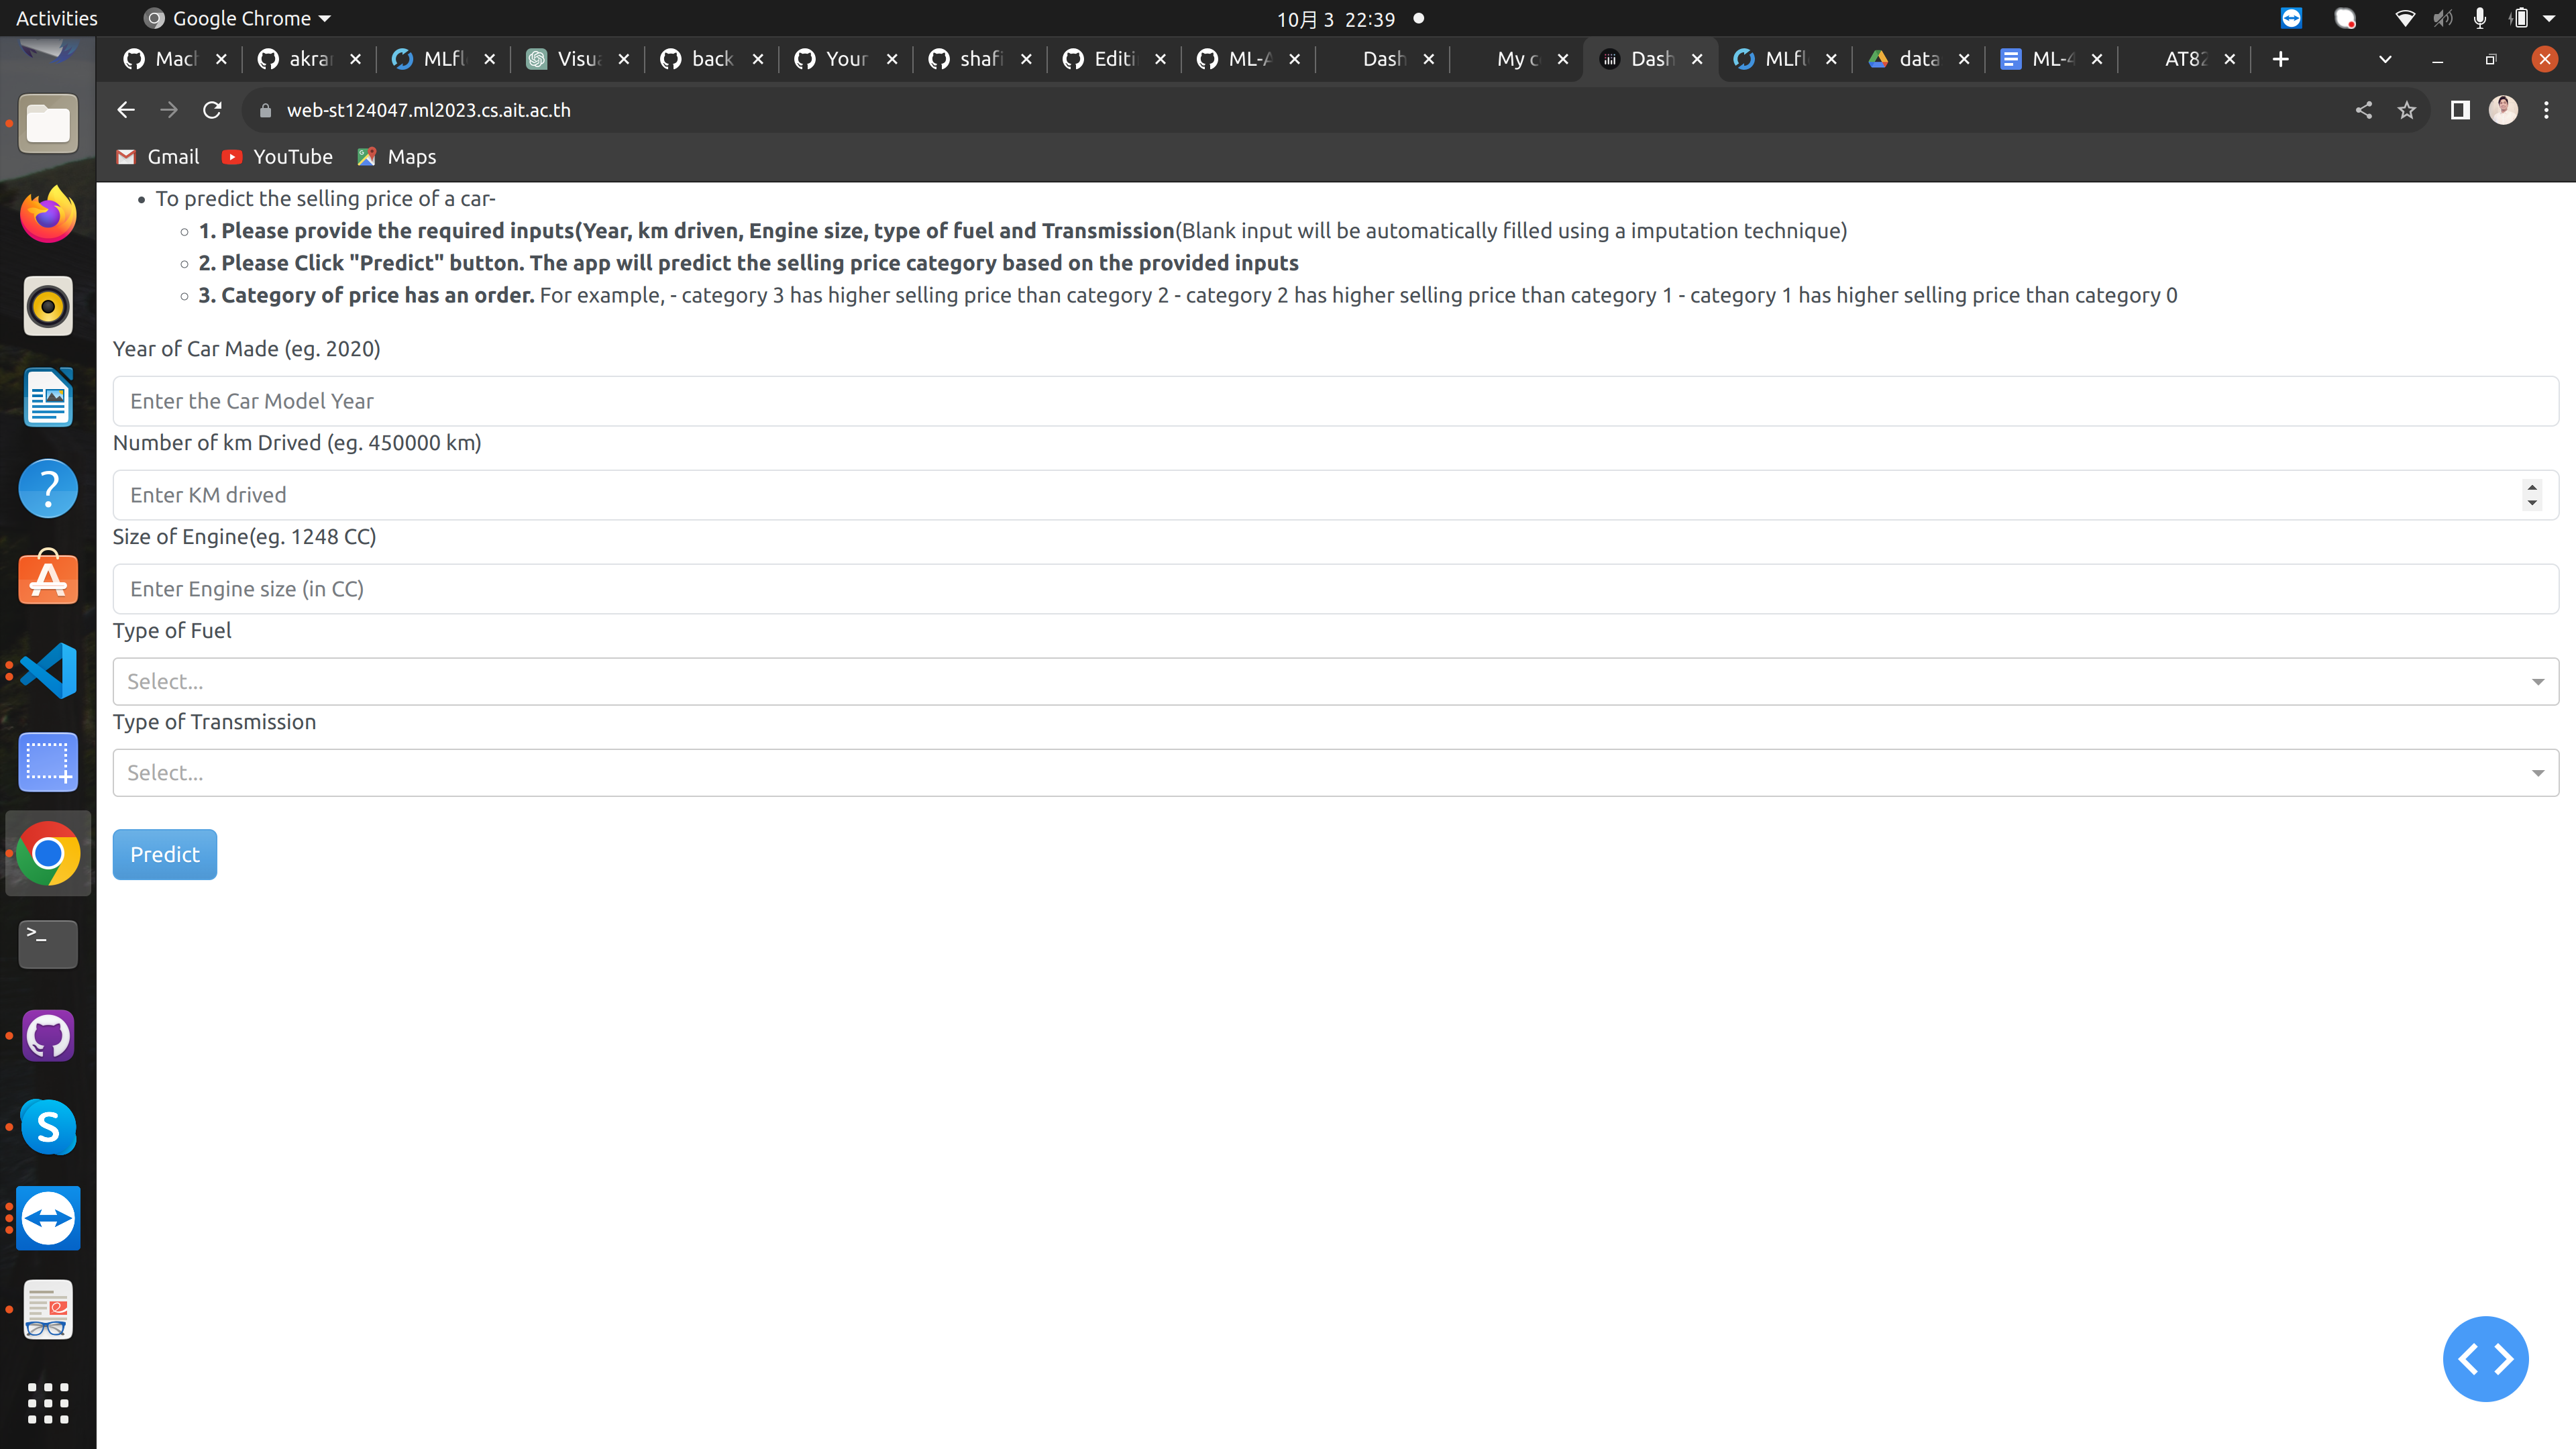 Activities
Google Chrome
10月 3 22:39
Mach
akrar
MLfl
Visua
back
Your
shafi
Editi
ML-A
Dash
My c
Dash
MLfl
data
ML-4
AT82
web-st124047.ml2023.cs.ait.ac.th
Gmail
YouTube
Maps
To predict the selling price of a car-
1. Please provide the required inputs(Year, km driven, Engine size, type of fuel and Transmission(Blank input will be automatically filled using a imputation technique)
2. Please Click "Predict" button. The app will predict the selling price category based on the provided inputs
3. Category of price has an order. For example, - category 3 has higher selling price than category 2 - category 2 has higher selling price than category 1 - category 1 has higher selling price than category 0
Year of Car Made (eg. 2020)
Enter the Car Model Year
Number of km Drived (eg. 450000 km)
Enter KM drived
Size of Engine(eg. 1248 CC)
Enter Engine size (in CC)
Type of Fuel
Select...
Type of Transmission
Select...
Predict